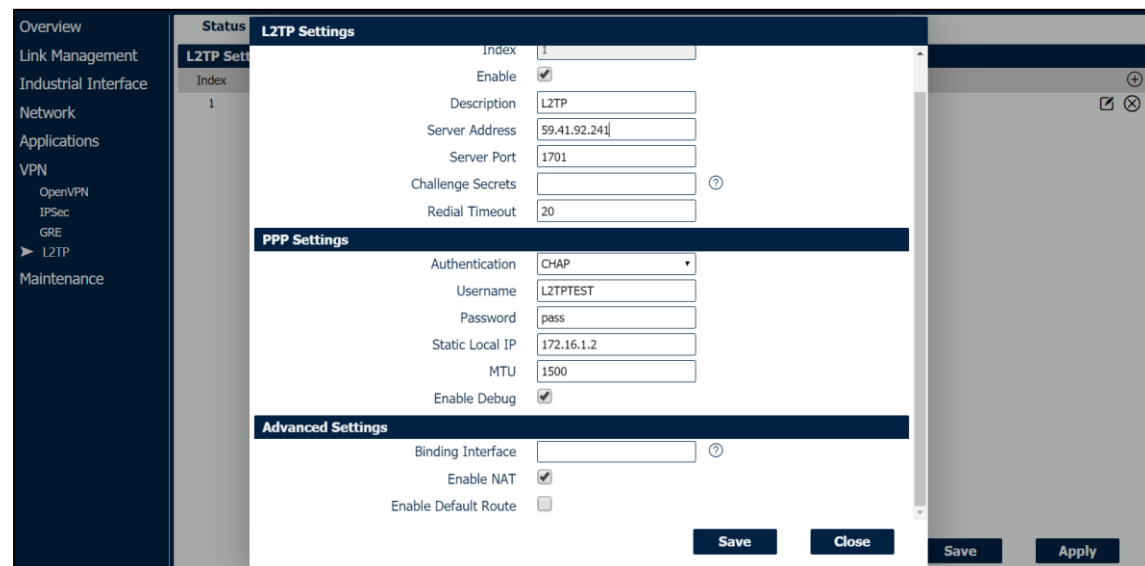 Overview
Link Management
Industrial Interface
Network
Applications
VPN
OpenVPN
IPSec
GRE
L2TP
Maintenance
Status
L2TP Sett
Index
1
L2TP Settings
Index 1
Enable
Description L2TP
Server Address 59.41.92.241
Server Port 1701
Challenge Secrets
Redial Timeout 20
PPP Settings
Authentication CHAP
Username L2TPTEST
Password pass
Static Local IP 172.16.1.2
MTU 1500
Enable Debug
Advanced Settings
Binding Interface
Enable NAT
Enable Default Route
Save Close
Save Apply